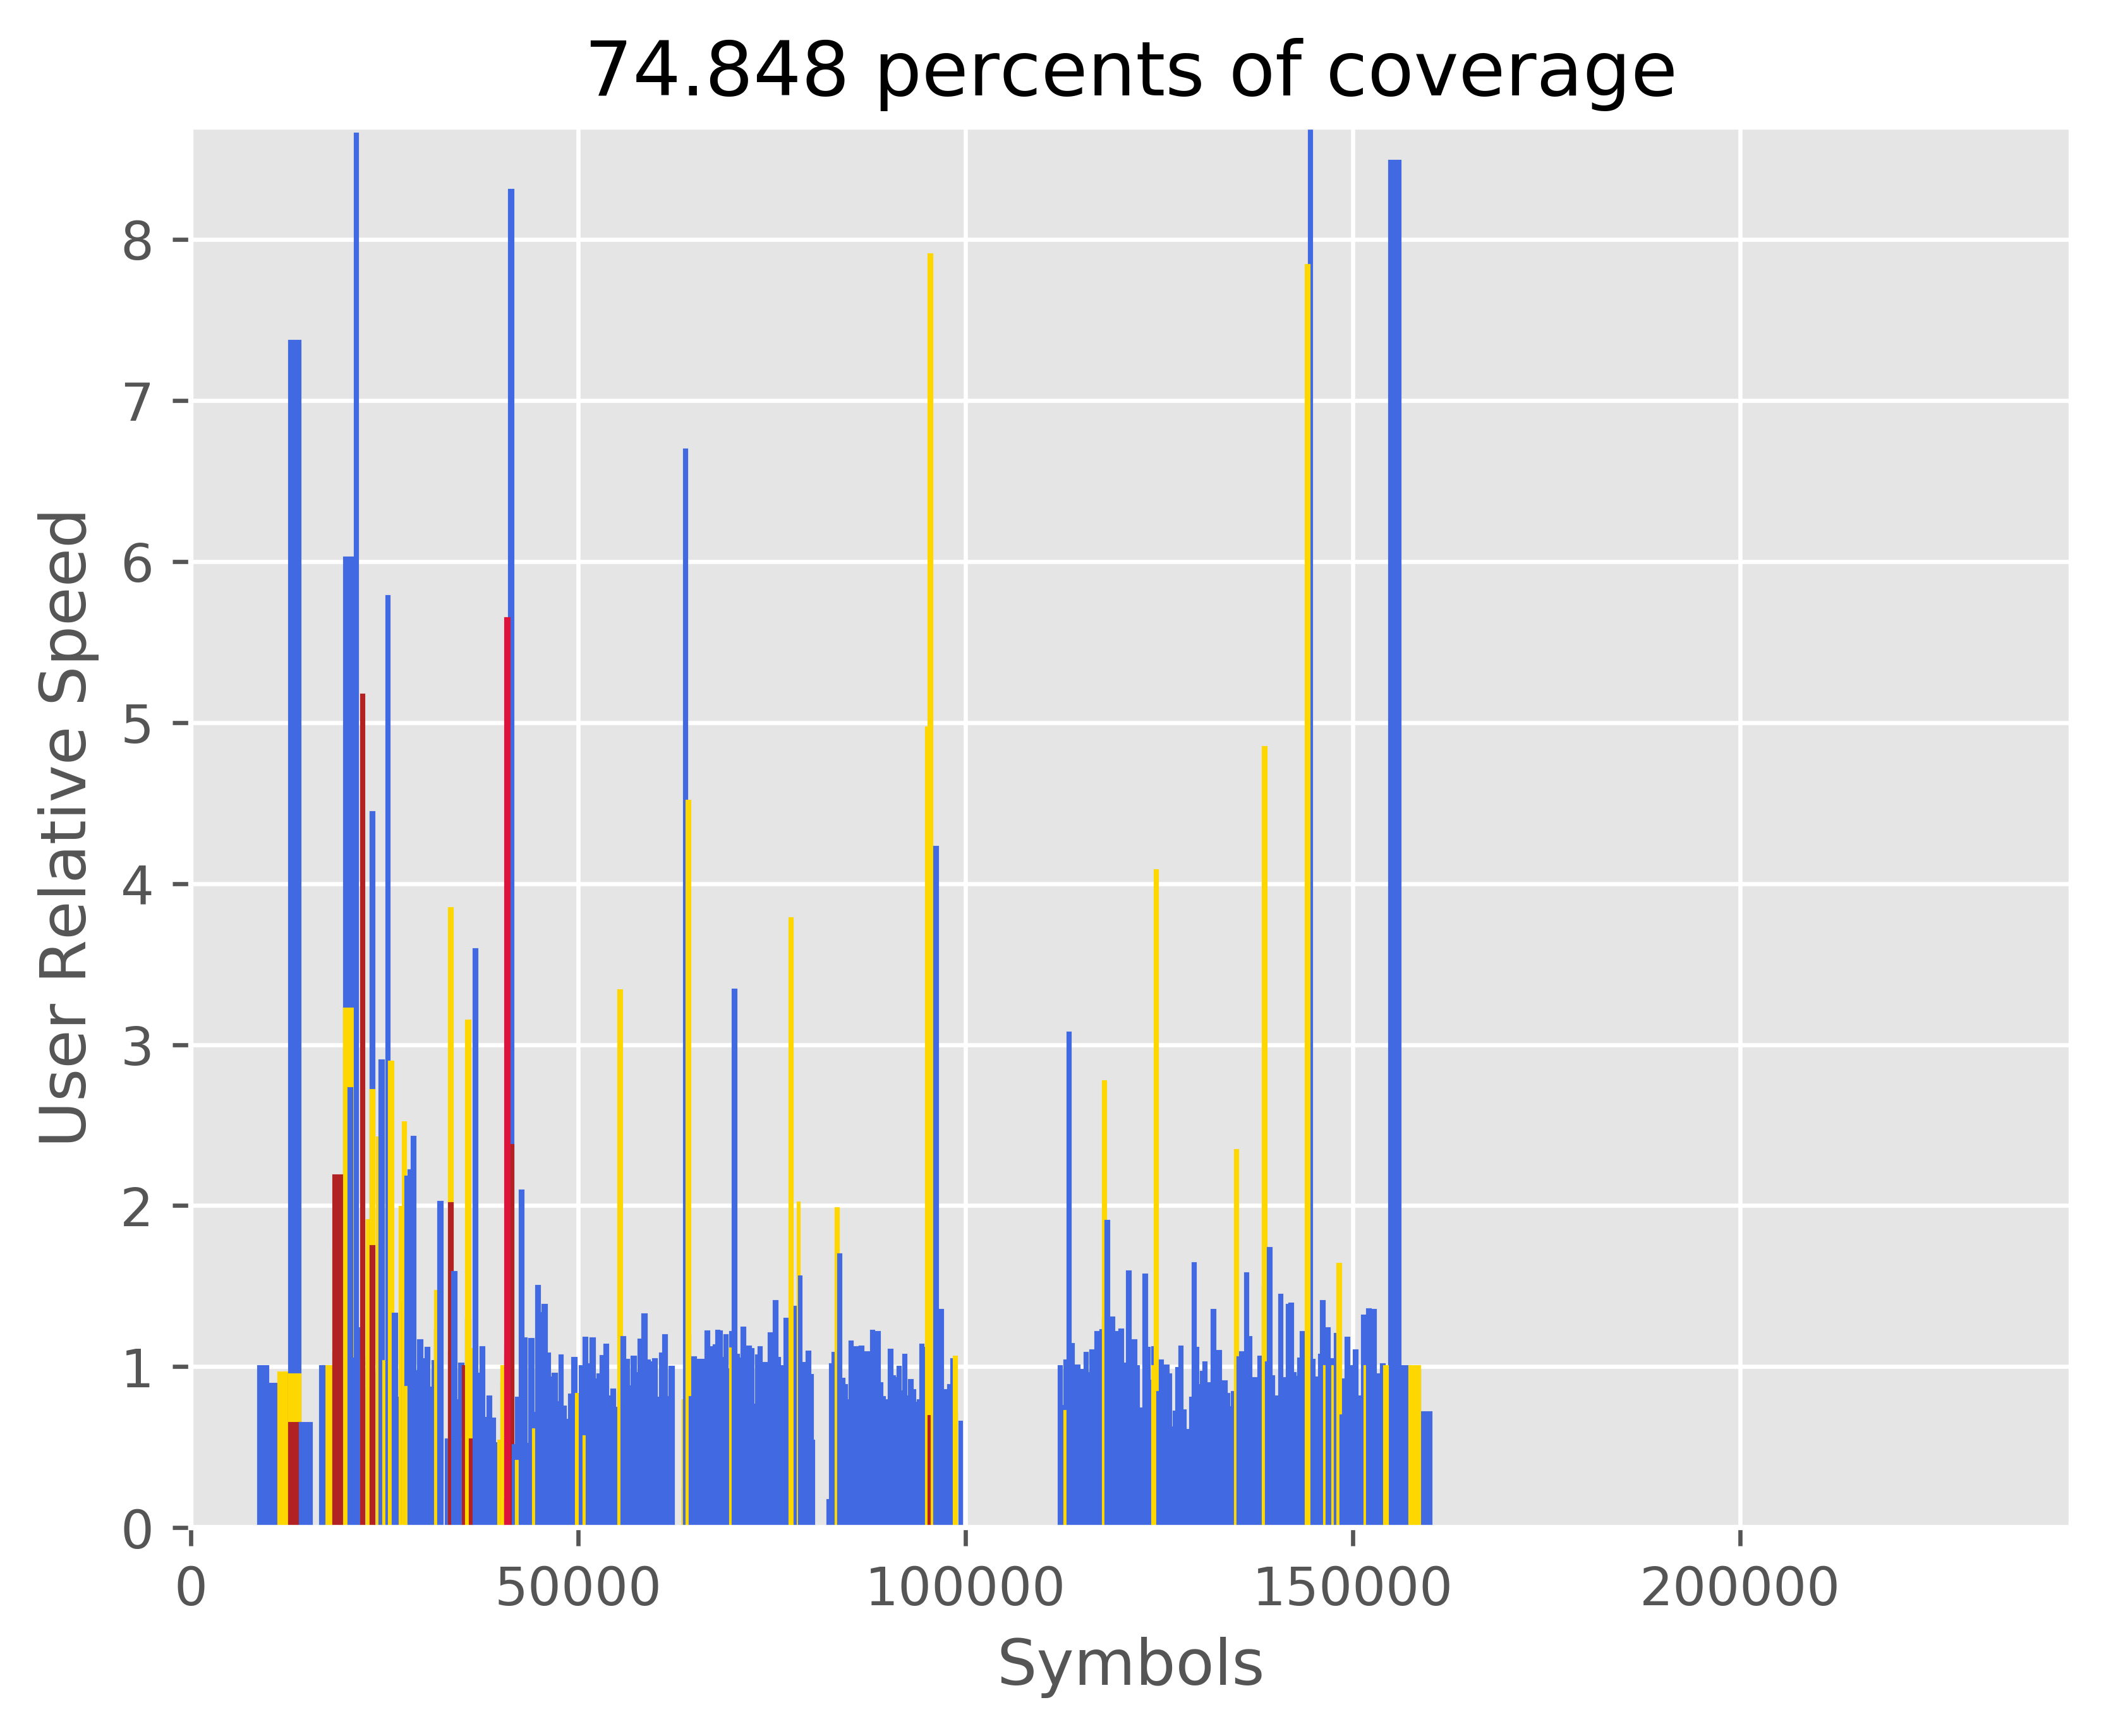 74.848 percents of coverage
User Relative Speed
8
7
6
5
4
3
2
1
0
0 50000 100000 150000 200000
Symbols